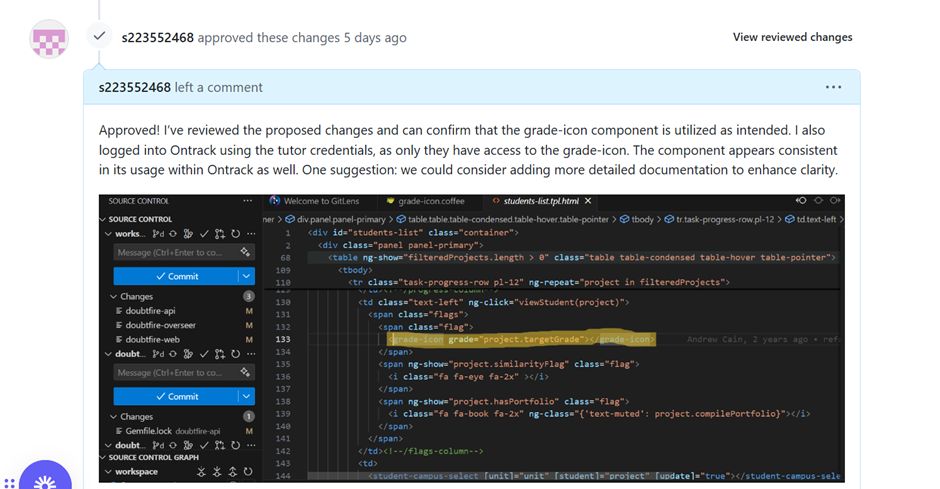 s223552468 approved these changes 5 days ago
View reviewed changes
s223552468 left a comment
Approved! I've reviewed the proposed changes and can confirm that the grade-icon component is utilized as intended. I also
logged into Ontrack using the tutor credentials, as only they have access to the grade-icon. The component appears consistent
in its usage within Ontrack as well. One suggestion: we could consider adding more detailed documentation to enhance clarity.
SOURCE CONTROL
SOURCE CONTROL
works...
Message (Ctrl+Enter to co...
Commit
Changes 3
doubtfire-api M
doubtfire-overseer M
doubtfire-web M
doubt...
Message (Ctrl+Enter to co...
Commit
Changes 1
Gemfile.lock doubtfire-api M
doubt...
SOURCE CONTROL GRAPH
workspace
Welcome to GitLens
grade-icon.coffee
students-list.tpl.html
ner > div.panel.panel-primary > table.table.table-condensed.table-hover.table-pointer > tbody > tr.task-progress-row.pl-12 > td.text-left >
1 <div id="students-list" class="container">
2 <div class="panel panel-primary">
68 <table ng-show="filteredProjects.length > 0" class="table table-condensed table-hover table-pointer">
109 <tbody>
110 <tr class="task-progress-row pl-12" ng-repeat="project in filteredProjects">
129 </td><!--/progress-column-->
130 <td class="text-left" ng-click="viewStudent(project)">
131 <span class="flags">
132 <span class="flag">
133 <grade-icon grade="project.targetGrade"></grade-icon> Andrew Cain, 2 years ago • ref
134 </span>
135 <span ng-show="project.similarityFlag" class="flag">
136 <i class="fa fa-eye fa-2x" ></i>
137 </span>
138 <span ng-show="project.hasPortfolio" class="flag">
139 <i class="fa fa-book fa-2x" ng-class="{'text-muted': project.compilePortfolio}"></i>
140 </span>
141 </span>
142 </td><!--/flags-column-->
143 <td>
144 <student-campus-select [unit]="unit" [student]="project" [update]="true"></student-campus-sele